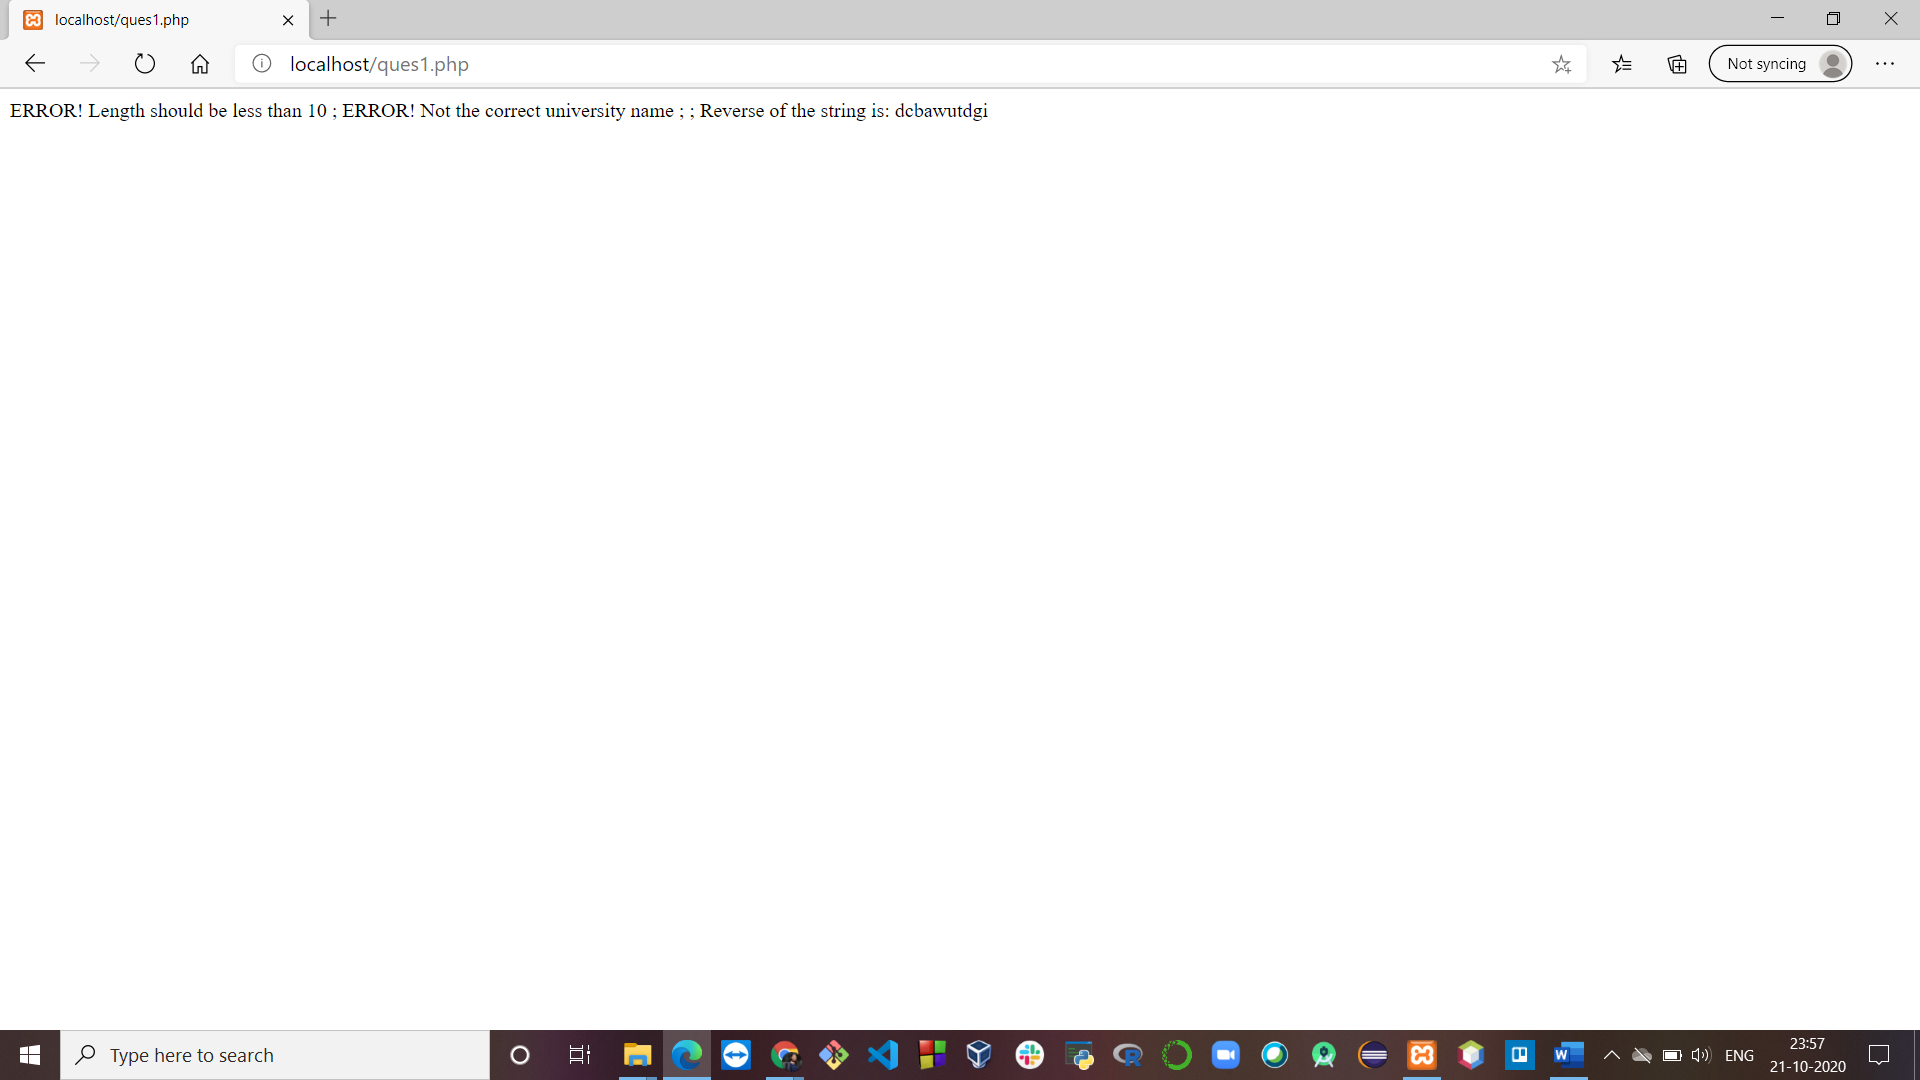 localhost/ques1.php
localhost/ques1.php
Not syncing
ERROR! Length should be less than 10 ; ERROR! Not the correct university name ; ; Reverse of the string is: dcbawutdgi
Type here to search
ENG
23:57
21-10-2020